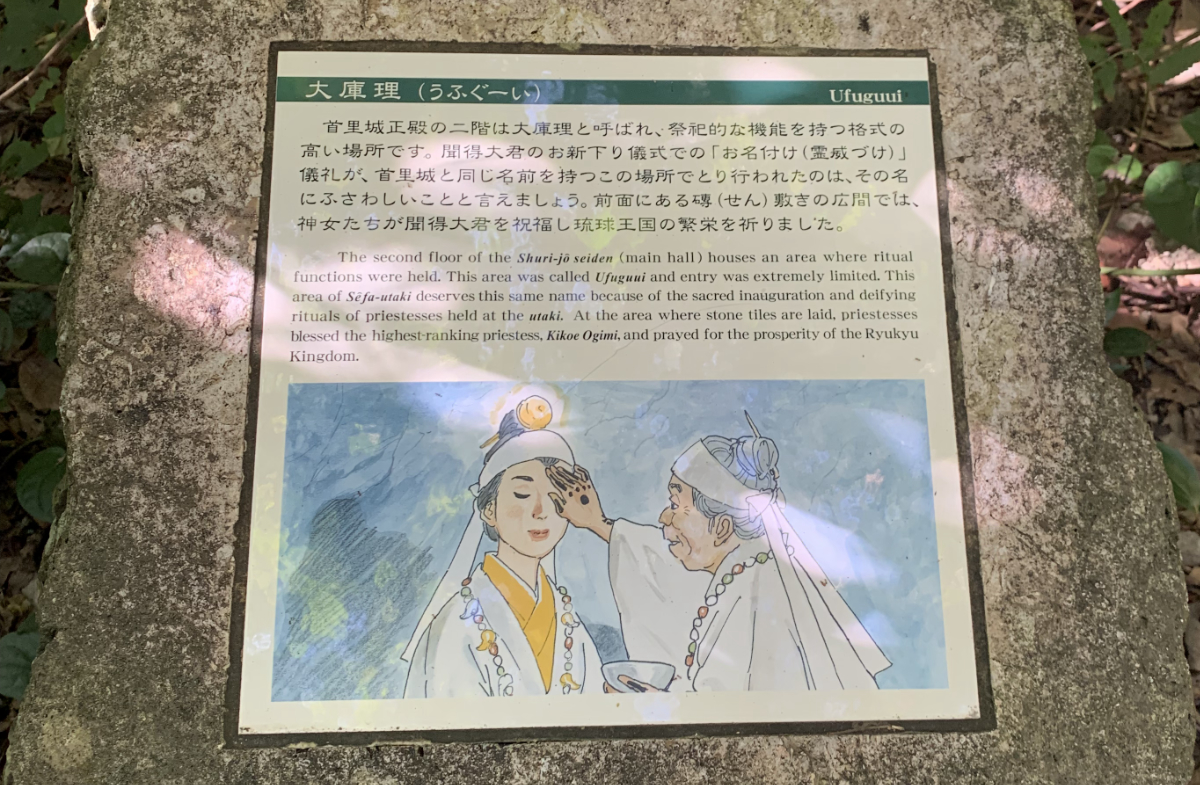 大庫理(うふぐーい) Ufuguui
首里城正殿の二階は大庫理と呼ばれ、祭祀的な機能を持つ格式の
高い場所です。聞得大君のお新下り儀式での「お名付け(霊威づけ)」
儀礼が、首里城と同じ名前を持つこの場所でとり行われたのは、その名
にふさわしいことと言えましょう。前面にある磚(せん)敷きの広間では、
神女たちが聞得大君を祝福し琉球王国の繁栄を祈りました。
The second floor of the Shuri-jō seiden (main hall) houses an area where ritual
functions were held. This area was called Ufuguui and entry was extremely limited. This
area of Sēfa-utaki deserves this same name because of the sacred inauguration and deifying
rituals of priestesses held at the utaki. At the area where stone tiles are laid, priestesses
blessed the highest-ranking priestess, Kikoe Ogimi, and prayed for the prosperity of the Ryukyu
Kingdom.